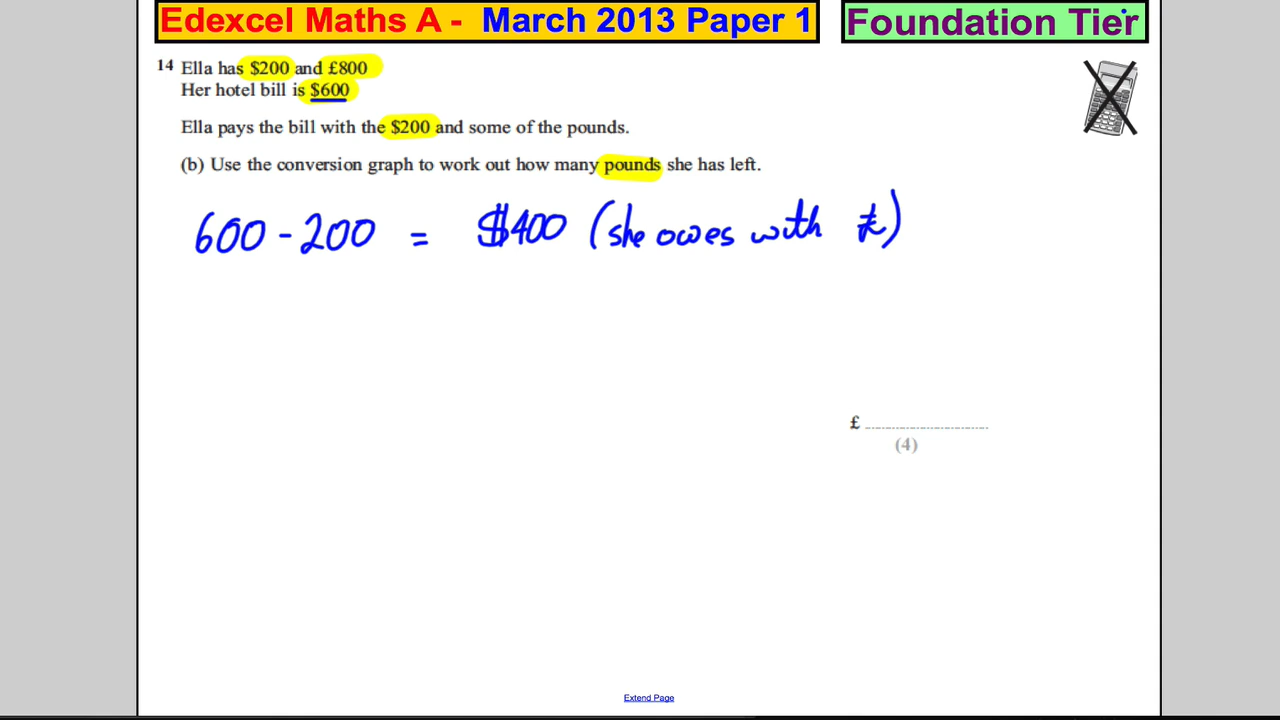 Edexcel Maths A - March 2013 Paper 1
Foundation Tier
14 Ella has $200 and £800
Her hotel bill is $600
Ella pays the bill with the $200 and some of the pounds.
(b) Use the conversion graph to work out how many pounds she has left.
600 - 200 = $400 (she owes with £)
£ ..............................
(4)
Extend Page